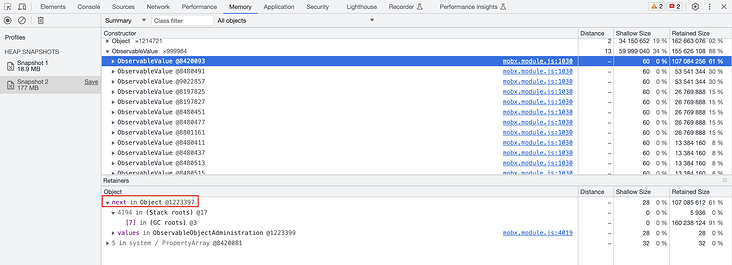 Elements Console Sources Network Performance Memory Application Security Lighthouse Recorder Performance insights 2 2
Summary Class filter All objects
Profiles
HEAP SNAPSHOTS
Snapshot 1
18.9 MB
Snapshot 2 Save
177 MB
Constructor Distance Shallow Size Retained Size
Object ×1214721 2 34 150 652 19 % 162 663 076 92 %
ObservableValue ×999984 13 59 999 040 34 % 155 626 108 88 %
ObservableValue @8420093 mobx.module.js:1030 – 60 0 % 107 084 256 61 %
ObservableValue @8480491 mobx.module.js:1030 – 60 0 % 53 541 344 30 %
ObservableValue @9022857 mobx.module.js:1030 – 60 0 % 53 541 344 30 %
ObservableValue @8197825 mobx.module.js:1030 – 60 0 % 26 769 888 15 %
ObservableValue @8197827 mobx.module.js:1030 – 60 0 % 26 769 888 15 %
ObservableValue @8480451 mobx.module.js:1030 – 60 0 % 26 769 888 15 %
ObservableValue @8480477 mobx.module.js:1030 – 60 0 % 26 769 888 15 %
ObservableValue @8801161 mobx.module.js:1030 – 60 0 % 26 769 888 15 %
ObservableValue @8480411 mobx.module.js:1030 – 60 0 % 13 384 160 8 %
ObservableValue @8480437 mobx.module.js:1030 – 60 0 % 13 384 160 8 %
ObservableValue @8480513 mobx.module.js:1030 – 60 0 % 13 384 160 8 %
ObservableValue @8480515 mobx.module.js:1030 – 60 0 % 13 384 160 8 %
Retainers
Object Distance Shallow Size Retained Size
next in Object @1223397 – 28 0 % 107 085 612 61 %
4194 in (Stack roots) @17 – 0 0 % 5 936 0 %
[7] in (GC roots) @3 – 0 0 % 160 238 124 91 %
values in ObservableObjectAdministration @1223399 mobx.module.js:4019 – 28 0 % 28 0 %
5 in system / PropertyArray @8420081 – 32 0 % 32 0 %